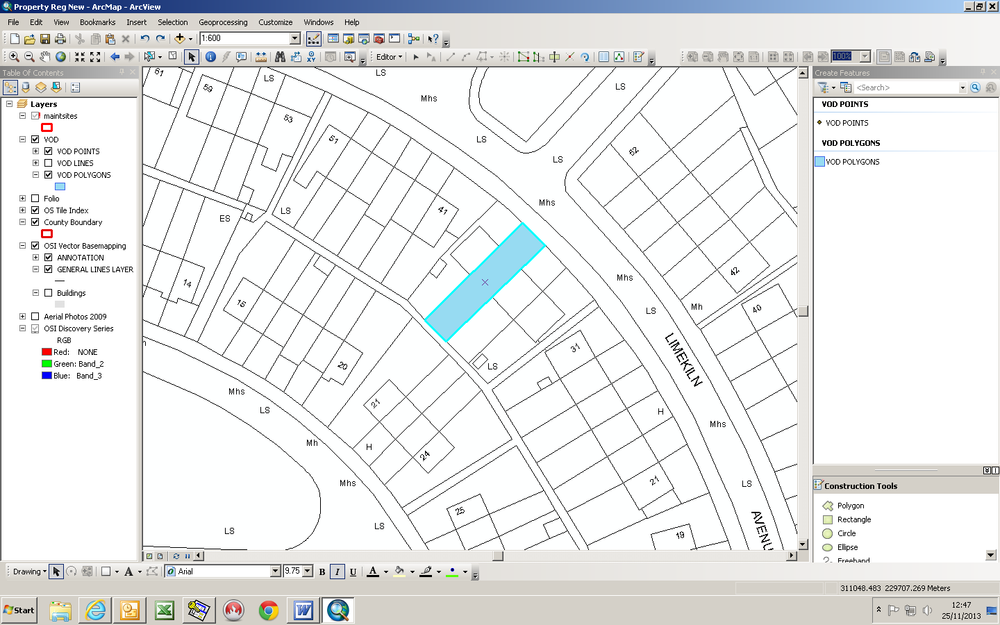 Property Reg New - ArcMap - ArcView
File Edit View Bookmarks Insert Selection Geoprocessing Customize Windows Help
1:600
Editor
100%
Table Of Contents
Layers
maintsites
VOD
VOD POINTS
VOD LINES
VOD POLYGONS
Folio
OS Tile Index
County Boundary
OSI Vector Basemapping
ANNOTATION
GENERAL LINES LAYER
Buildings
Aerial Photos 2009
OSI Discovery Series
RGB
Red: NONE
Green: Band_2
Blue: Band_3
61
59
LS
LS
Mhs
LS
53
51
LS
LS
52
Mhs
ES
LS
41
Mhs
42
14
15
LS
Mh
40
20
LS
31
LIMEKILN
Mhs
LS
21
H
Mhs
Mh
H
24
Mhs
21
LS
25
LS
LS
19
AVENU
Create Features
<Search>
VOD POINTS
VOD POINTS
VOD POLYGONS
VOD POLYGONS
Construction Tools
Polygon
Rectangle
Circle
Ellipse
Freehand
Drawing
A
Arial
9.75
B I U A
311048.483 229707.269 Meters
Start
12:47
25/11/2013